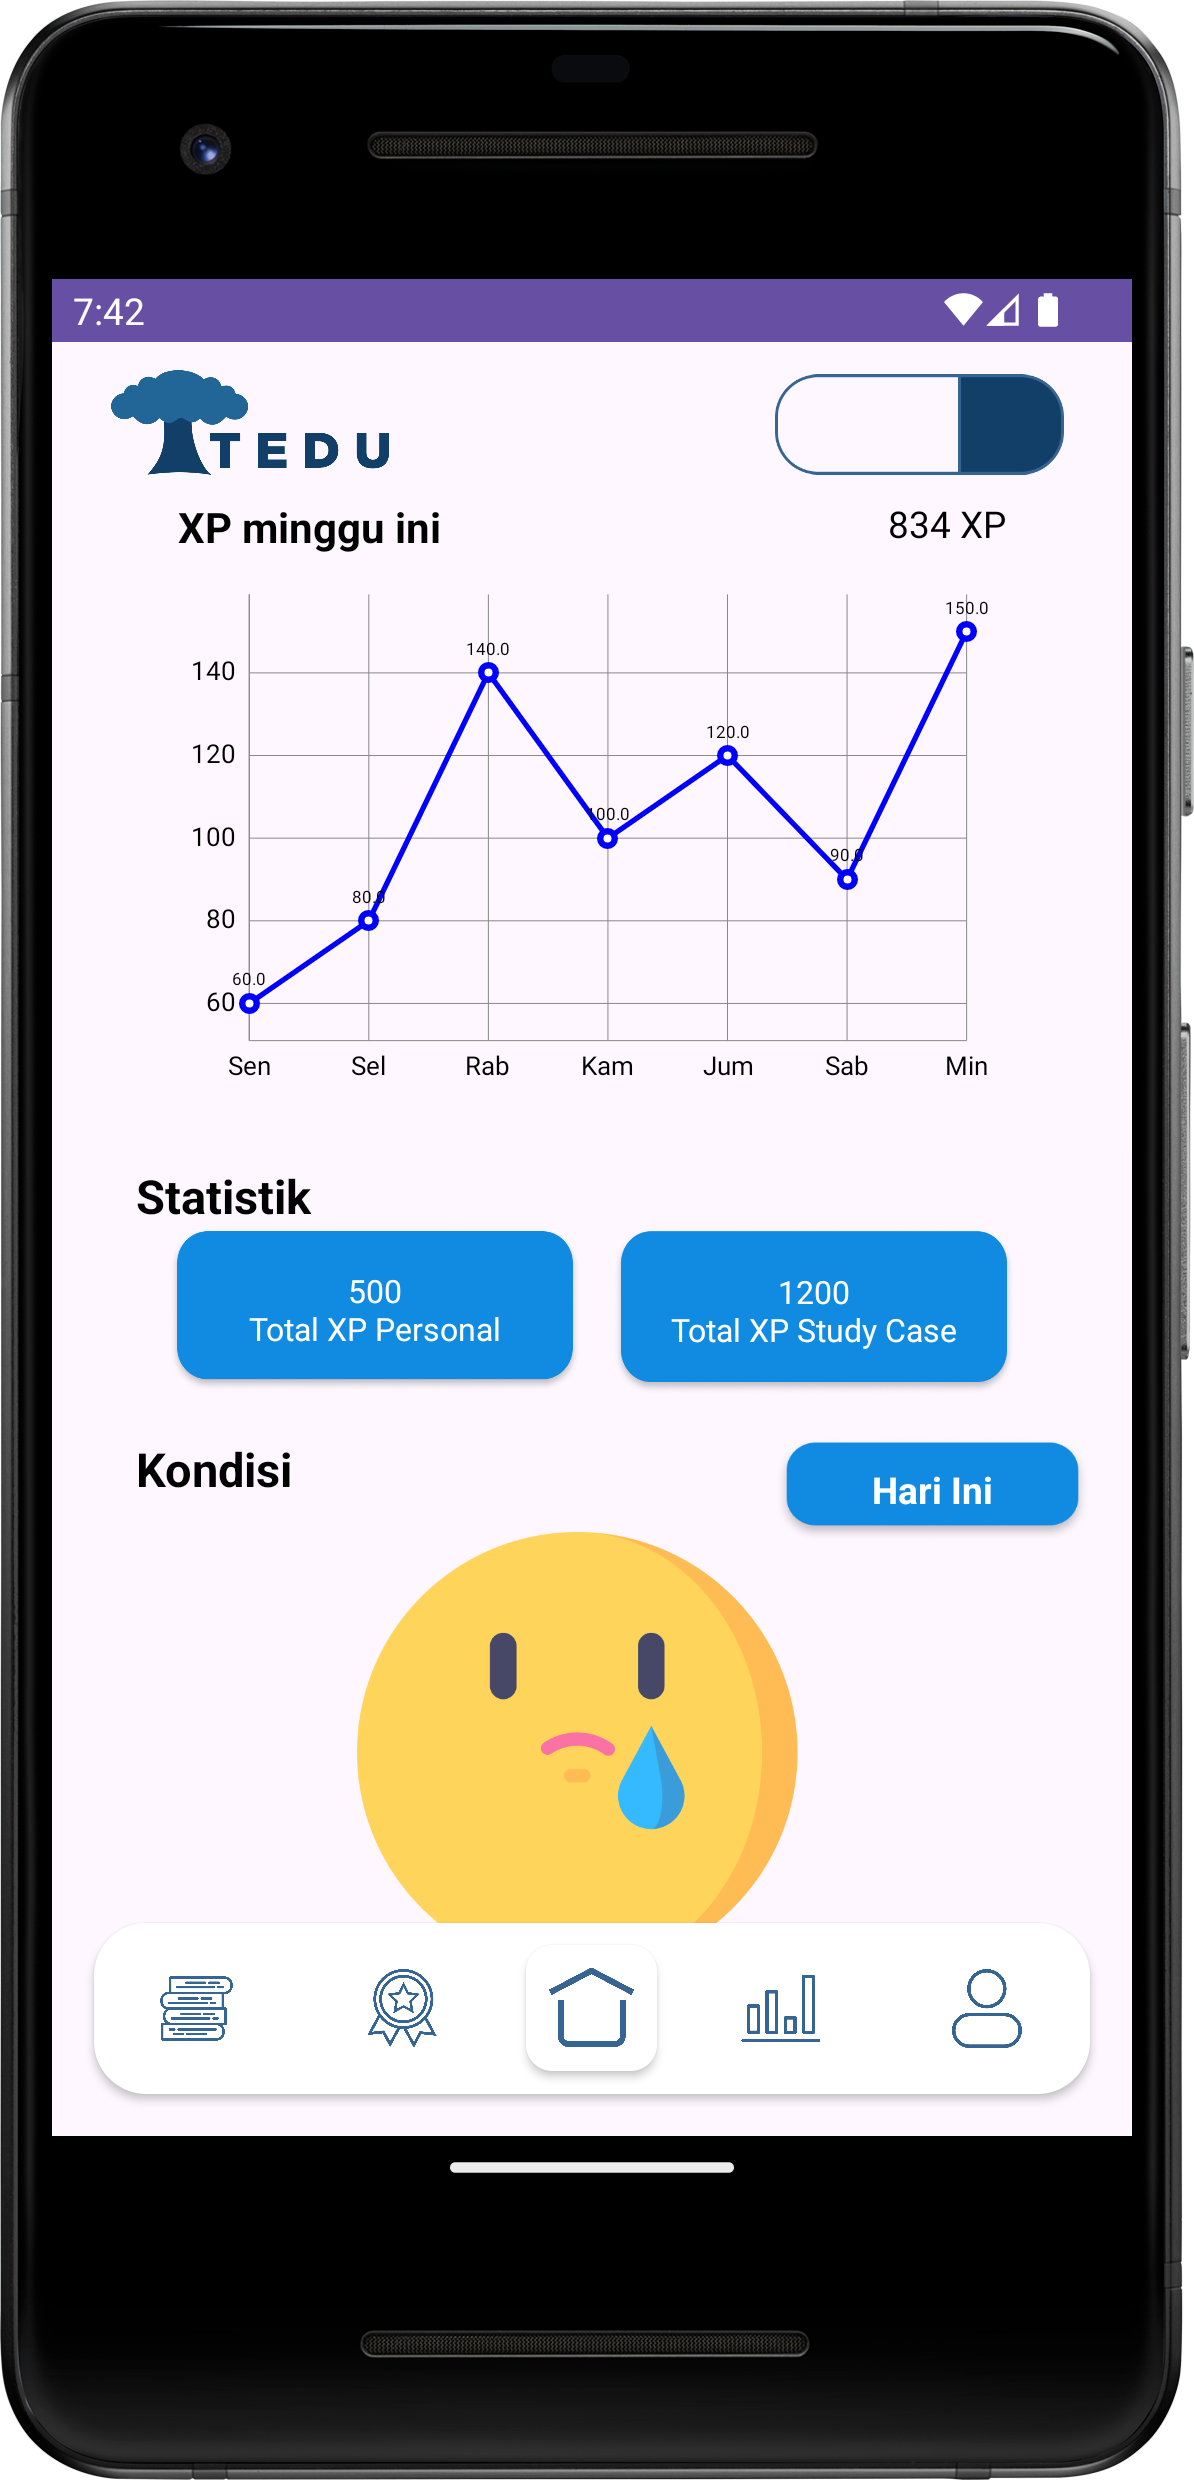 7:42
TEDU
XP minggu ini
834 XP
150.0
140.0
140
120.0
120
100.0
100
90.0
80.0
80
60.0
60
Sen Sel Rab Kam Jum Sab Min
Statistik
500
Total XP Personal
1200
Total XP Study Case
Kondisi
Hari Ini